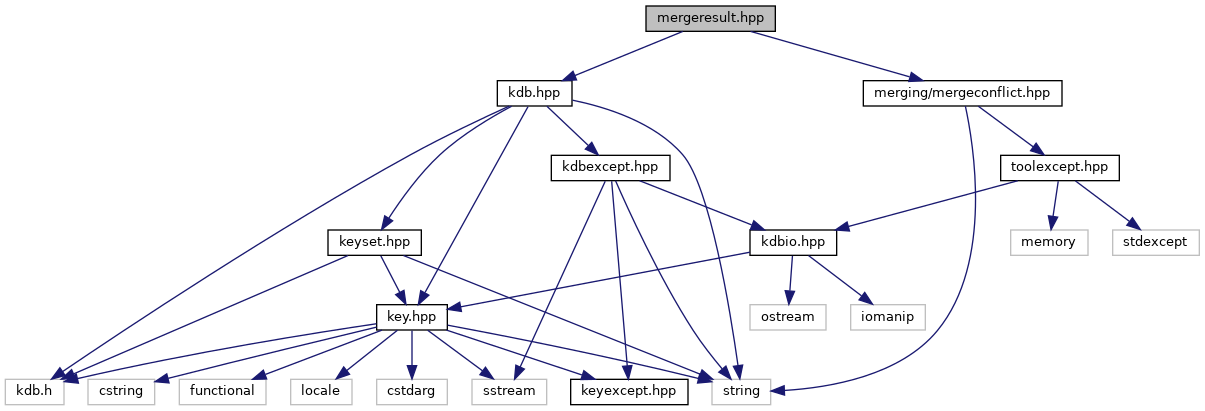 mergeresult.hpp
kdb.hpp
merging/mergeconflict.hpp
kdbexcept.hpp
toolexcept.hpp
keyset.hpp
kdbio.hpp
memory
stdexcept
key.hpp
ostream
iomanip
kdb.h
cstring
functional
locale
cstdarg
sstream
keyexcept.hpp
string